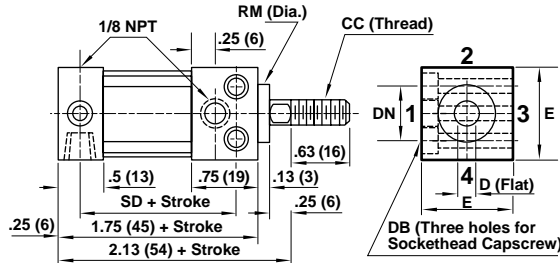 RM (Dia.)
1/8 NPT
.25 (6)
CC (Thread)
2
DN
1
3
E
.63 (16)
.5 (13)
.75 (19)
.13 (3)
4
D (Flat)
SD + Stroke
.25 (6)
E
.25 (6)
1.75 (45) + Stroke
DB (Three holes for
Sockethead Capscrew)
2.13 (54) + Stroke